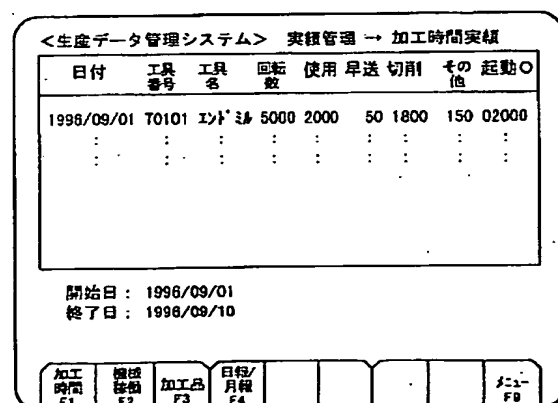 <生産データ管理システム> 実績管理 → 加工時間実績
日付 工具番号 工具名 回転数 使用 早送 切削 その他 起動O
1996/09/01 T0101 エンドミル 5000 2000 50 1800 150 02000
: : : : : : : : :
: : : : : : : : :
開始日: 1996/09/01
終了日: 1996/09/10
加工時間 機械稼働 加工品 日報/月報 メニュー
F1 F2 F3 F4 F9